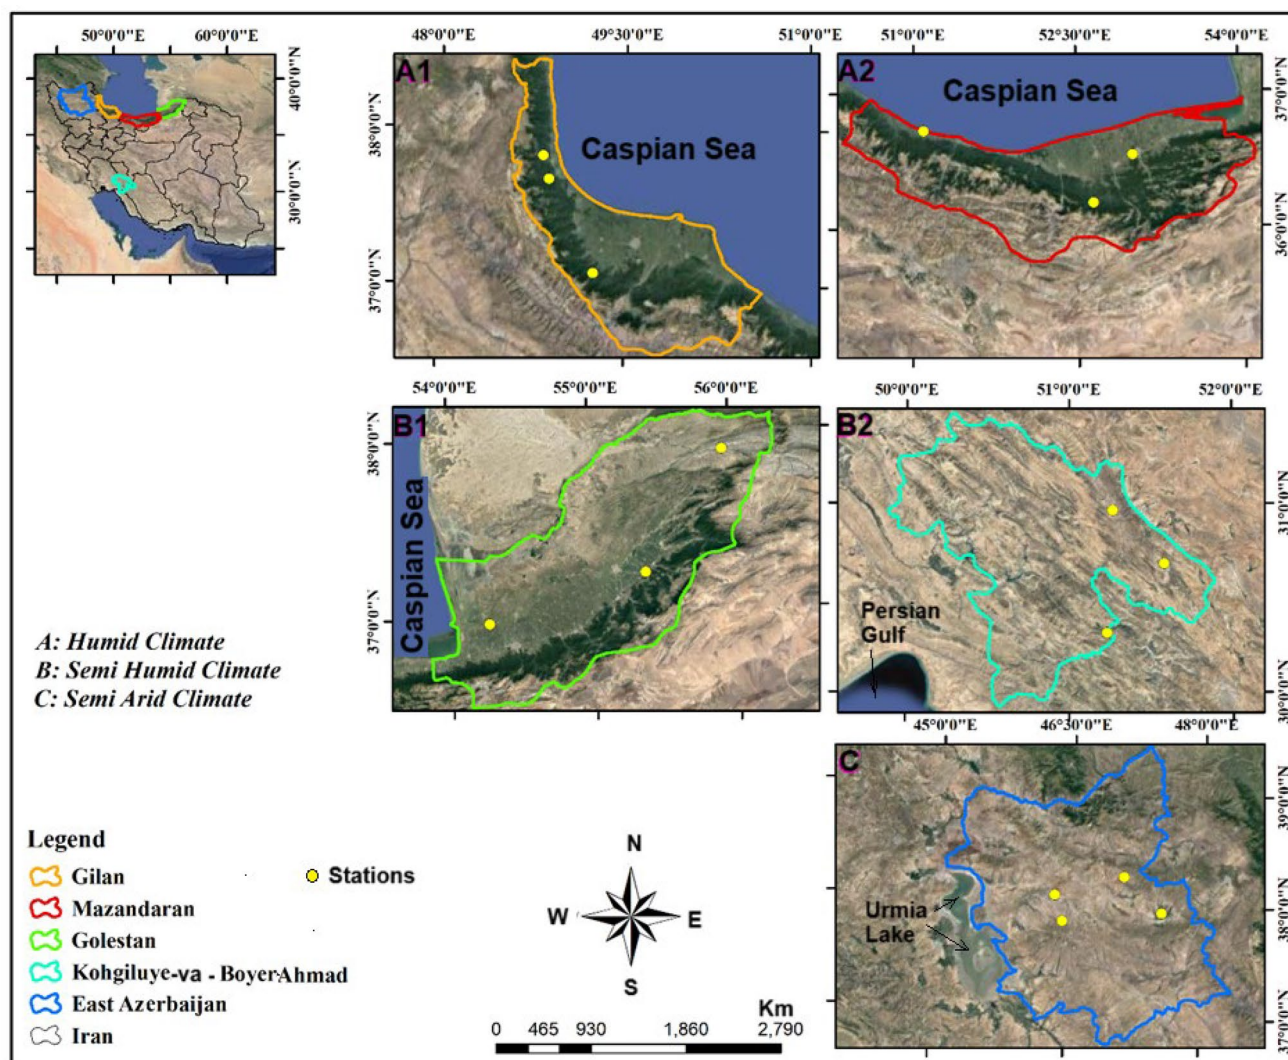 50°0'0"E 60°0'0"E
40°0'0"N
30°0'0"N
48°0'0"E 49°30'0"E 51°0'0"E
A1
Caspian Sea
38°0'0"N
37°0'0"N
51°0'0"E 52°30'0"E 54°0'0"E
A2
Caspian Sea
37°0'0"N
36°0'0"N
54°0'0"E 55°0'0"E 56°0'0"E
B1
Caspian Sea
38°0'0"N
37°0'0"N
50°0'0"E 51°0'0"E 52°0'0"E
B2
Persian
Gulf
31°0'0"N
30°0'0"N
A: Humid Climate
B: Semi Humid Climate
C: Semi Arid Climate
45°0'0"E 46°30'0"E 48°0'0"E
C
Urmia
Lake
39°0'0"N
38°0'0"N
37°0'0"N
Legend
Gilan
Mazandaran
Golestan
Kohgiluye-va - BoyerAhmad
East Azerbaijan
Iran
Stations
N
W E
S
Km
0 465 930 1,860 2,790